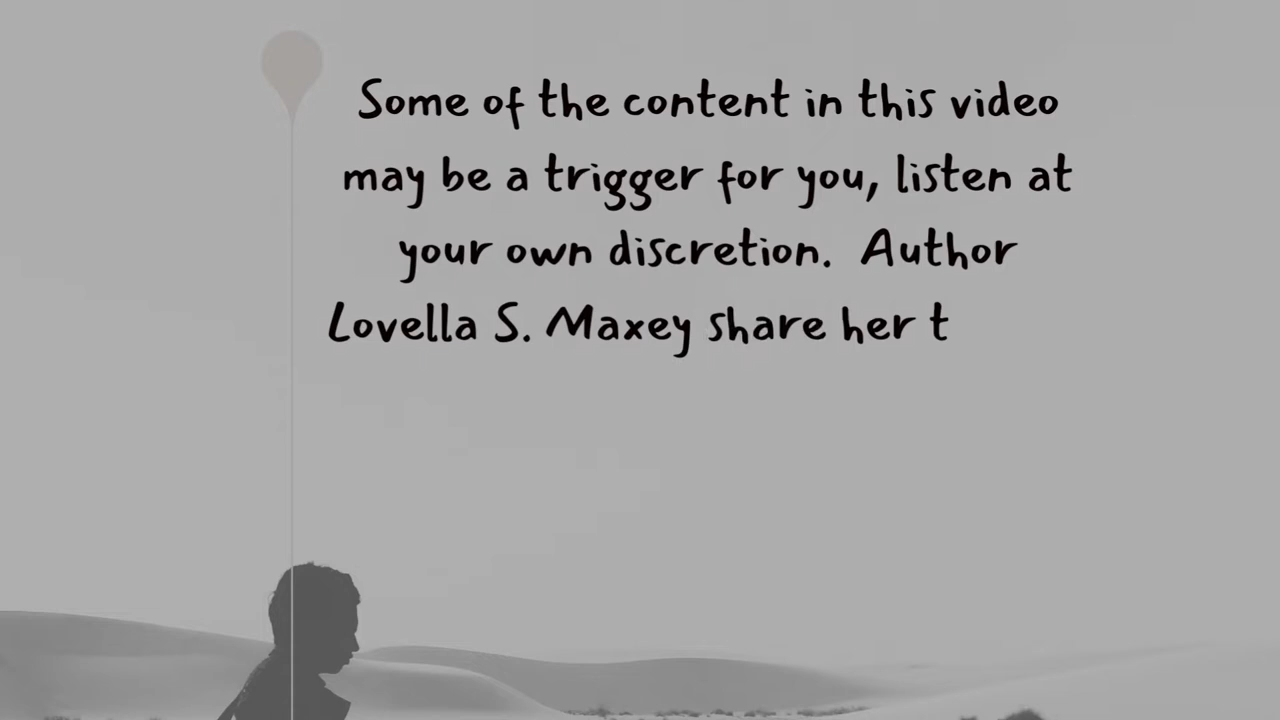 Some of the content in this video
may be a trigger for you, listen at
your own discretion. Author
Lovella S. Maxey share her t